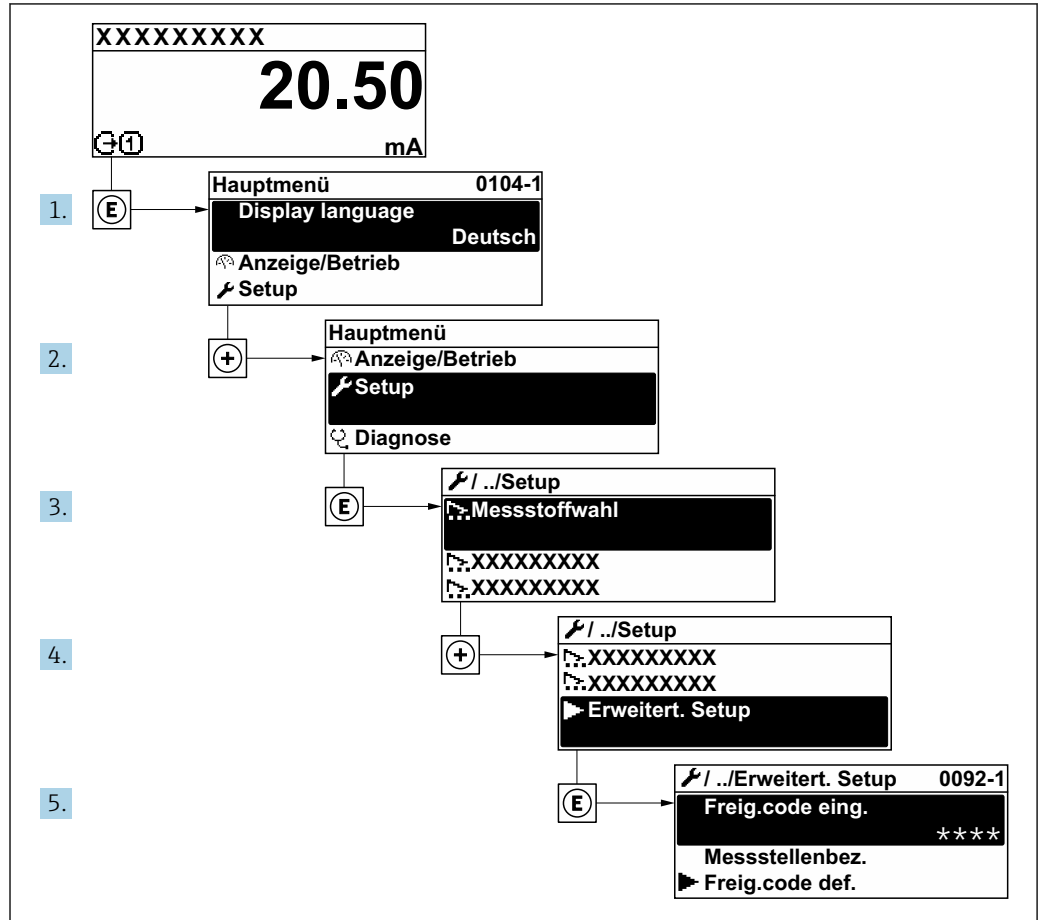 XXXXXXXXX
20.50
1 mA
1.
E
Hauptmenü 0104-1
Display language
Deutsch
Anzeige/Betrieb
Setup
2.
+
Hauptmenü
Anzeige/Betrieb
Setup
Diagnose
3.
E
/ ../Setup
Messstoffwahl
XXXXXXXXX
XXXXXXXXX
4.
+
/ ../Setup
XXXXXXXXX
XXXXXXXXX
Erweitert. Setup
5.
E
/ ../Erweitert. Setup 0092-1
Freig.code eing.
****
Messstellenbez.
Freig.code def.